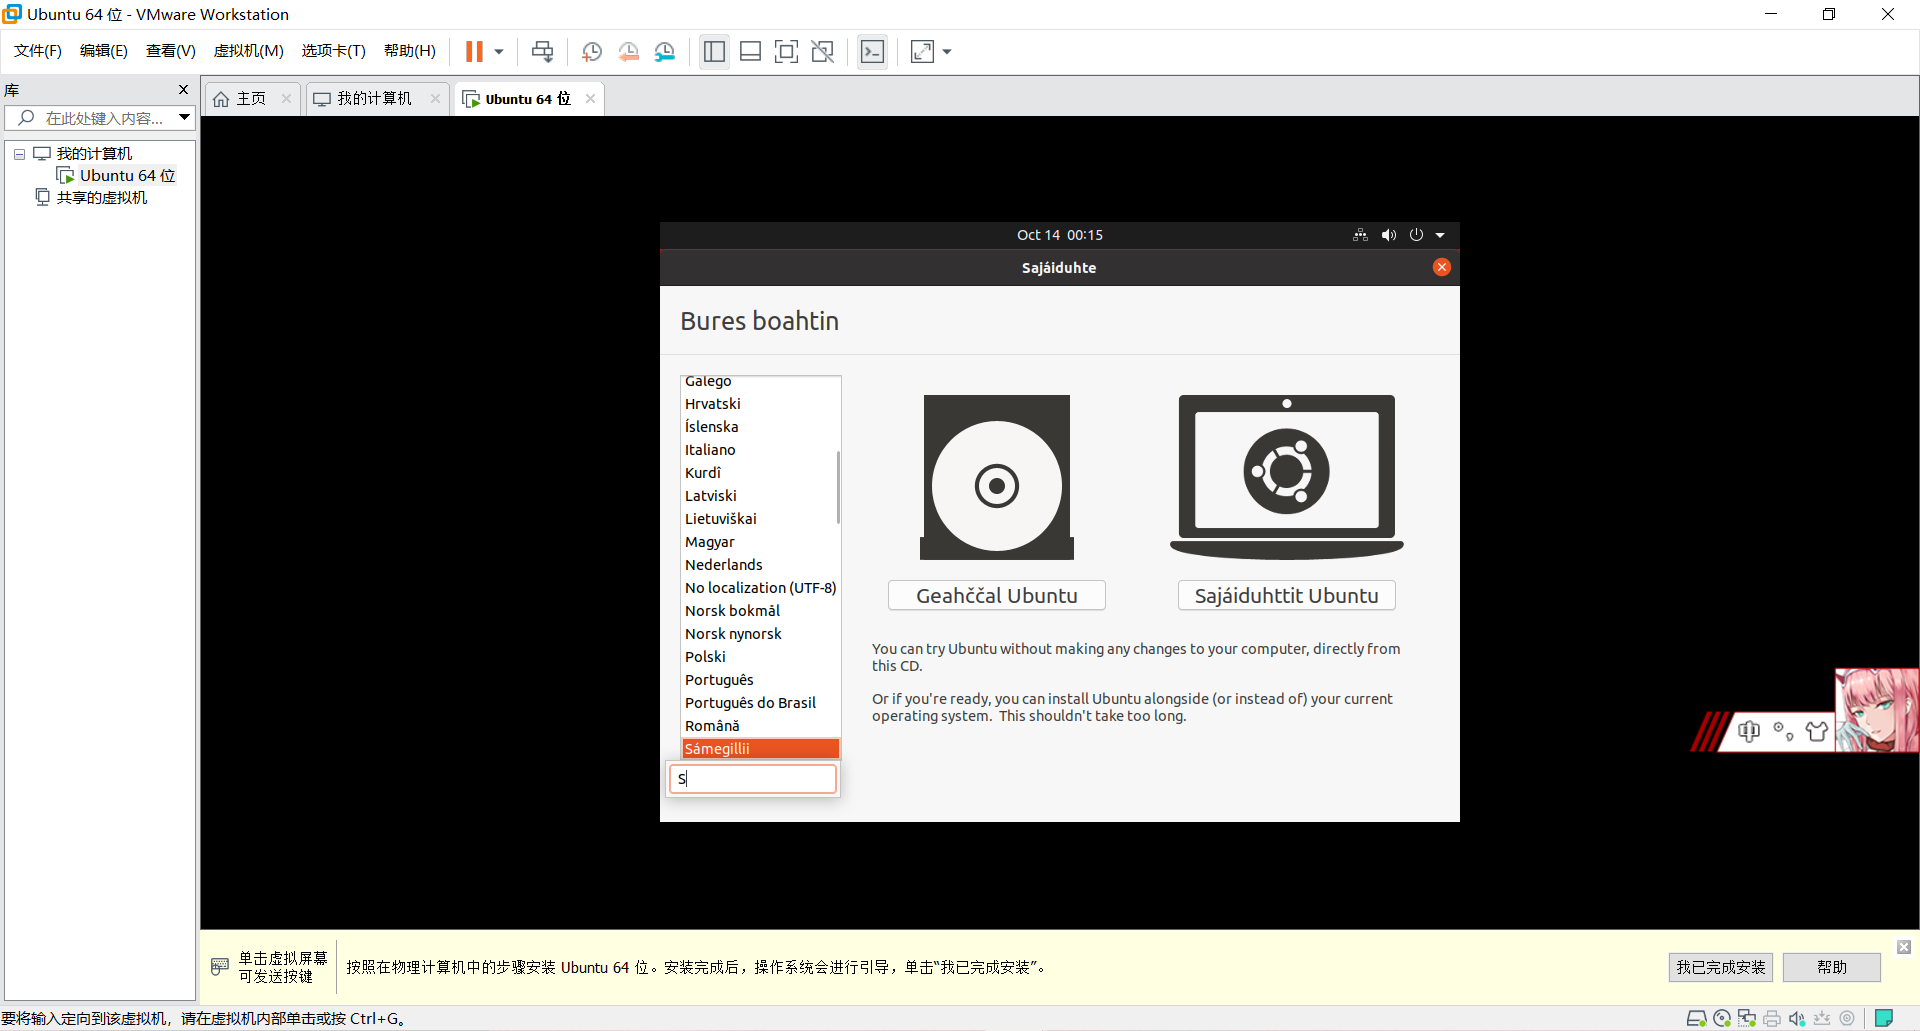 Ubuntu 64 位 - VMware Workstation
文件(F) 编辑(E) 查看(V) 虚拟机(M) 选项卡(T) 帮助(H)
库
在此处键入内容...
我的计算机
Ubuntu 64 位
共享的虚拟机
主页 我的计算机 Ubuntu 64 位
Oct 14 00:15
Sajáiduhte
Bures boahtin
Galego
Hrvatski
Íslenska
Italiano
Kurdî
Latviski
Lietuviškai
Magyar
Nederlands
No localization (UTF-8)
Norsk bokmål
Norsk nynorsk
Polski
Português
Português do Brasil
Română
Sámegillii
S
Geahččal Ubuntu
Sajáiduhttit Ubuntu
You can try Ubuntu without making any changes to your computer, directly from
this CD.
Or if you're ready, you can install Ubuntu alongside (or instead of) your current
operating system. This shouldn't take too long.
中
单击虚拟屏幕
可发送按键
按照在物理计算机中的步骤安装 Ubuntu 64 位。安装完成后，操作系统会进行引导，单击“我已完成安装”。
我已完成安装
帮助
要将输入定向到该虚拟机，请在虚拟机内部单击或按 Ctrl+G。